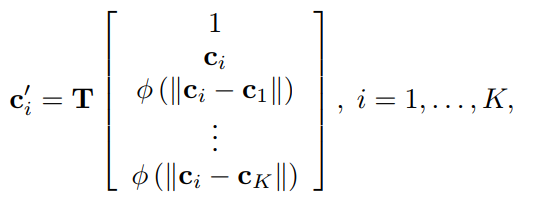 1
c_i
ϕ (‖c_i − c_1‖)
c′_i = T ⋮ , i = 1, . . . , K,
ϕ (‖c_i − c_K‖)